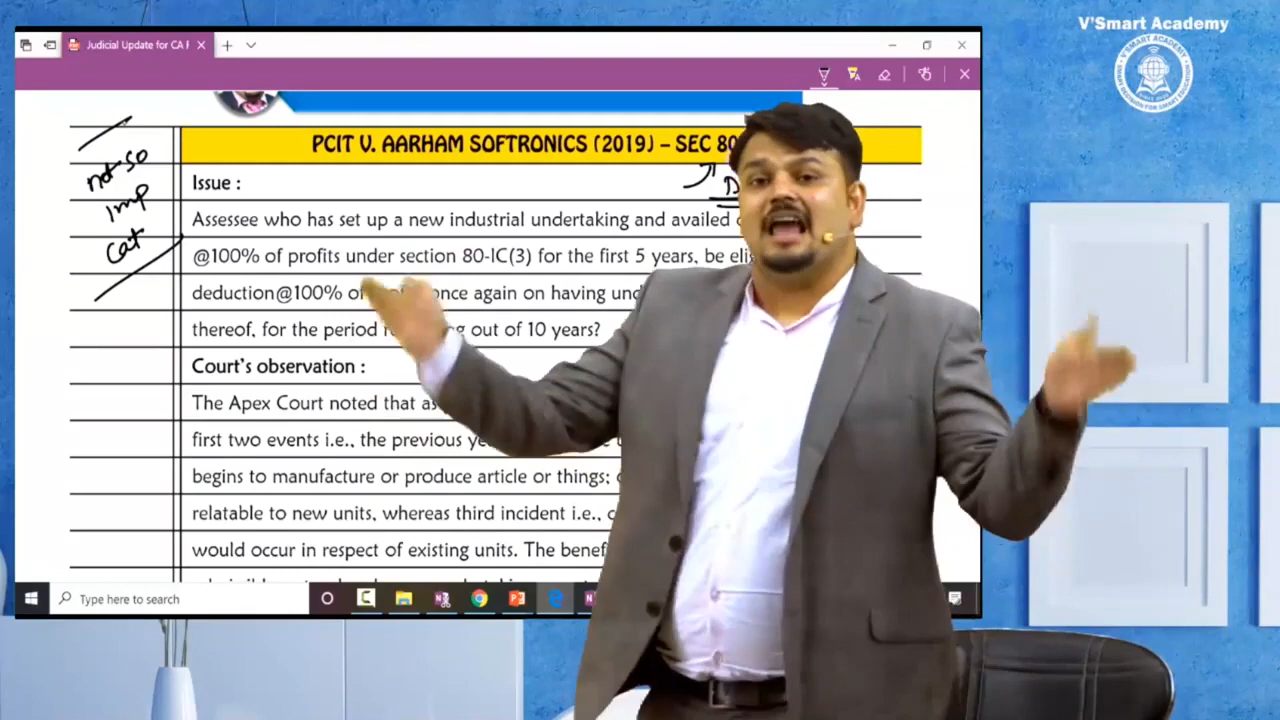 V'Smart Academy
V'SMART ACADEMY
Judicial Update for CA F
PCIT V. AARHAM SOFTRONICS (2019) – SEC 80
not so
Imp
Cat
Issue :
D
Assessee who has set up a new industrial undertaking and availed
@100% of profits under section 80-IC(3) for the first 5 years, be
deduction@100% once again on having
thereof, for the period out of 10 years?
Court's observation :
The Apex Court noted that as
first two events i.e., the previous
begins to manufacture or produce article or things;
relatable to new units, whereas third incident i.e.,
would occur in respect of existing units. The
Type here to search